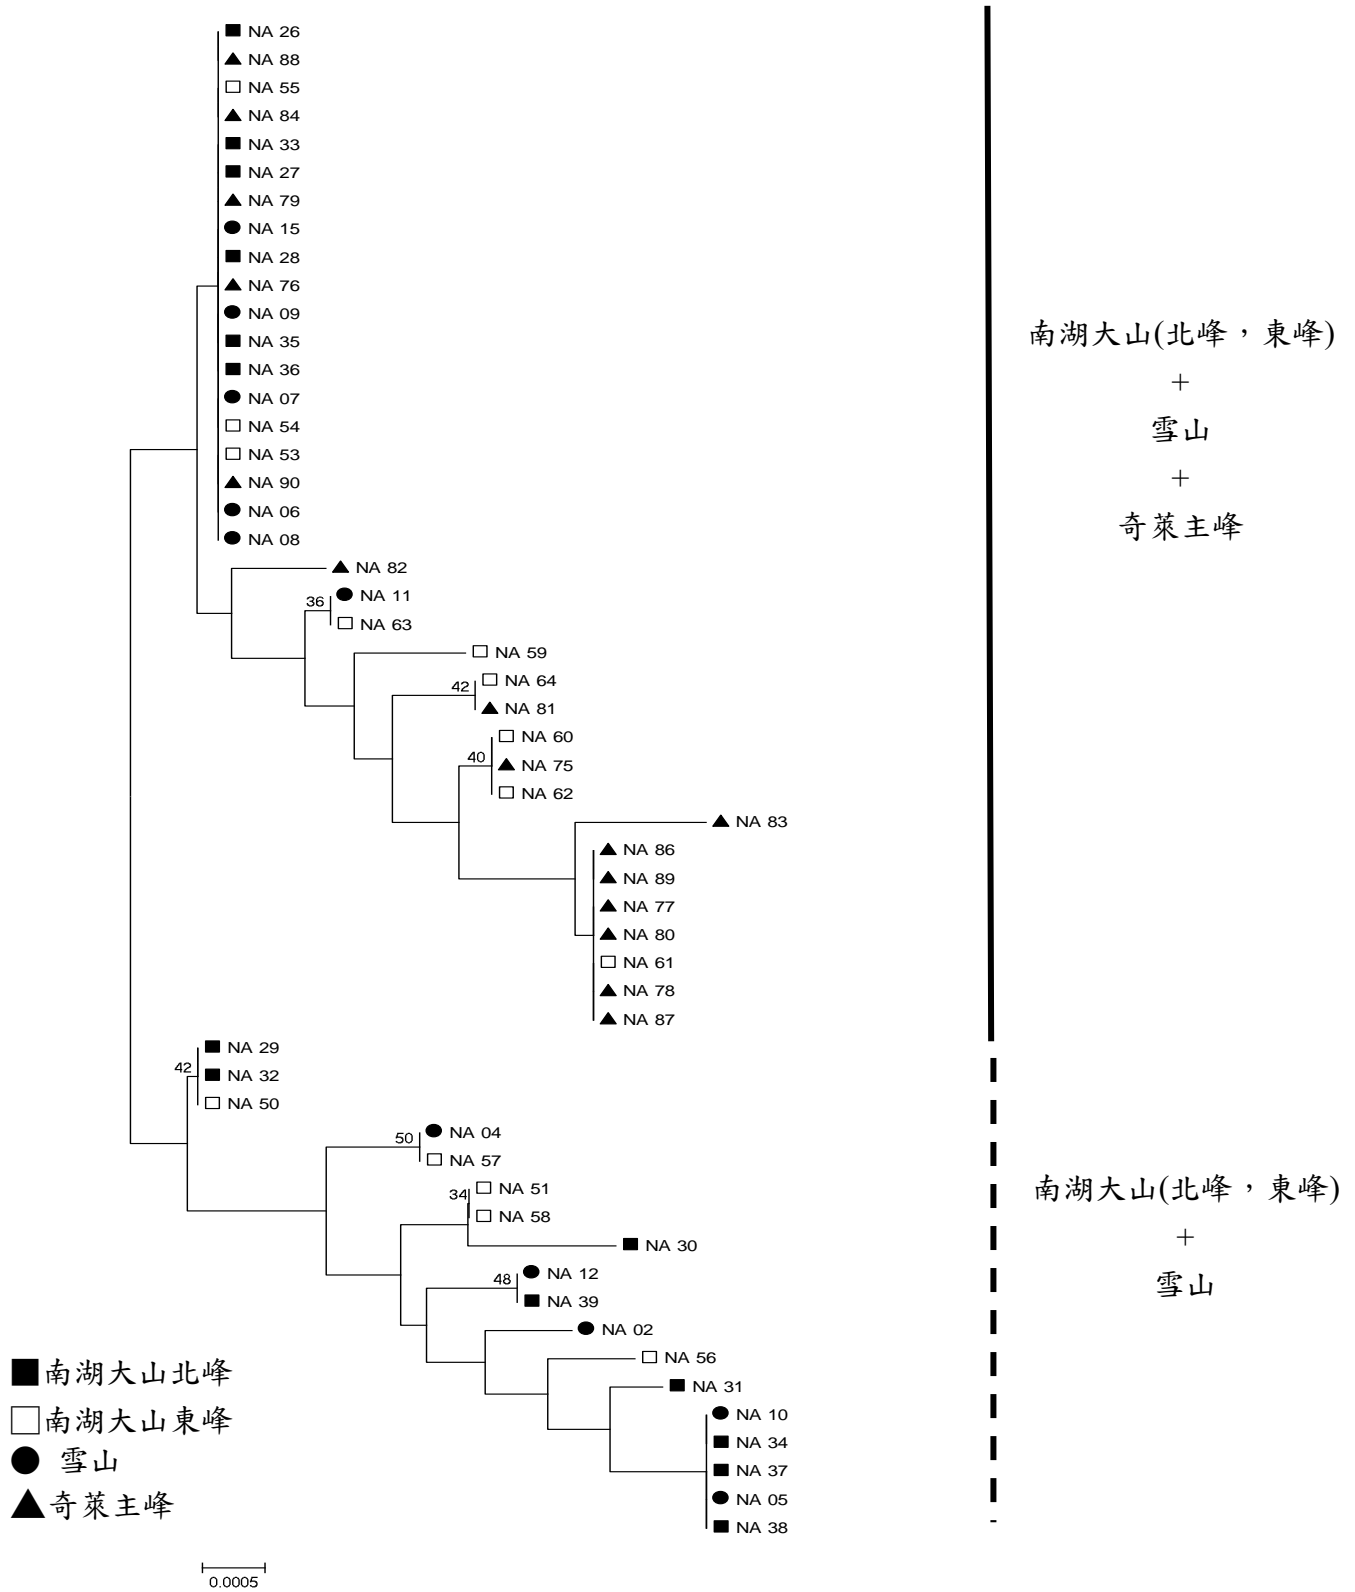 NA 26
NA 88
NA 55
NA 84
NA 33
NA 27
NA 79
NA 15
NA 28
NA 76
NA 09
NA 35
NA 36
NA 07
NA 54
NA 53
NA 90
NA 06
NA 08
NA 82
36
NA 11
NA 63
NA 59
42
NA 64
NA 81
40
NA 60
NA 75
NA 62
NA 83
NA 86
NA 89
NA 77
NA 80
NA 61
NA 78
NA 87
南湖大山(北峰，東峰)
+
雪山
+
奇萊主峰
42
NA 29
NA 32
NA 50
50
NA 04
NA 57
34
NA 51
NA 58
NA 30
48
NA 12
NA 39
NA 02
NA 56
NA 31
NA 10
NA 34
NA 37
NA 05
NA 38
南湖大山(北峰，東峰)
+
雪山
南湖大山北峰
南湖大山東峰
雪山
奇萊主峰
0.0005